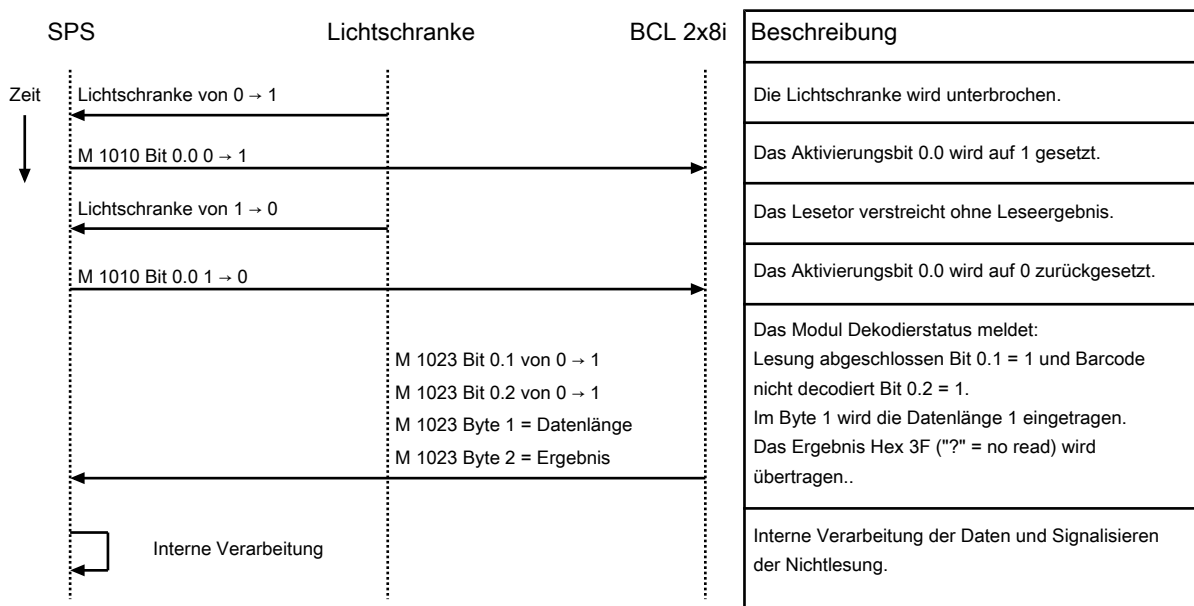 SPS Lichtschranke BCL 2x8i Beschreibung
Zeit
Lichtschranke von 0 → 1
Die Lichtschranke wird unterbrochen.
M 1010 Bit 0.0 0 → 1
Das Aktivierungsbit 0.0 wird auf 1 gesetzt.
Lichtschranke von 1 → 0
Das Lesetor verstreicht ohne Leseergebnis.
M 1010 Bit 0.0 1 → 0
Das Aktivierungsbit 0.0 wird auf 0 zurückgesetzt.
M 1023 Bit 0.1 von 0 → 1
M 1023 Bit 0.2 von 0 → 1
M 1023 Byte 1 = Datenlänge
M 1023 Byte 2 = Ergebnis
Das Modul Dekodierstatus meldet:
Lesung abgeschlossen Bit 0.1 = 1 und Barcode
nicht decodiert Bit 0.2 = 1.
Im Byte 1 wird die Datenlänge 1 eingetragen.
Das Ergebnis Hex 3F ("?" = no read) wird
übertragen..
Interne Verarbeitung
Interne Verarbeitung der Daten und Signalisieren
der Nichtlesung.